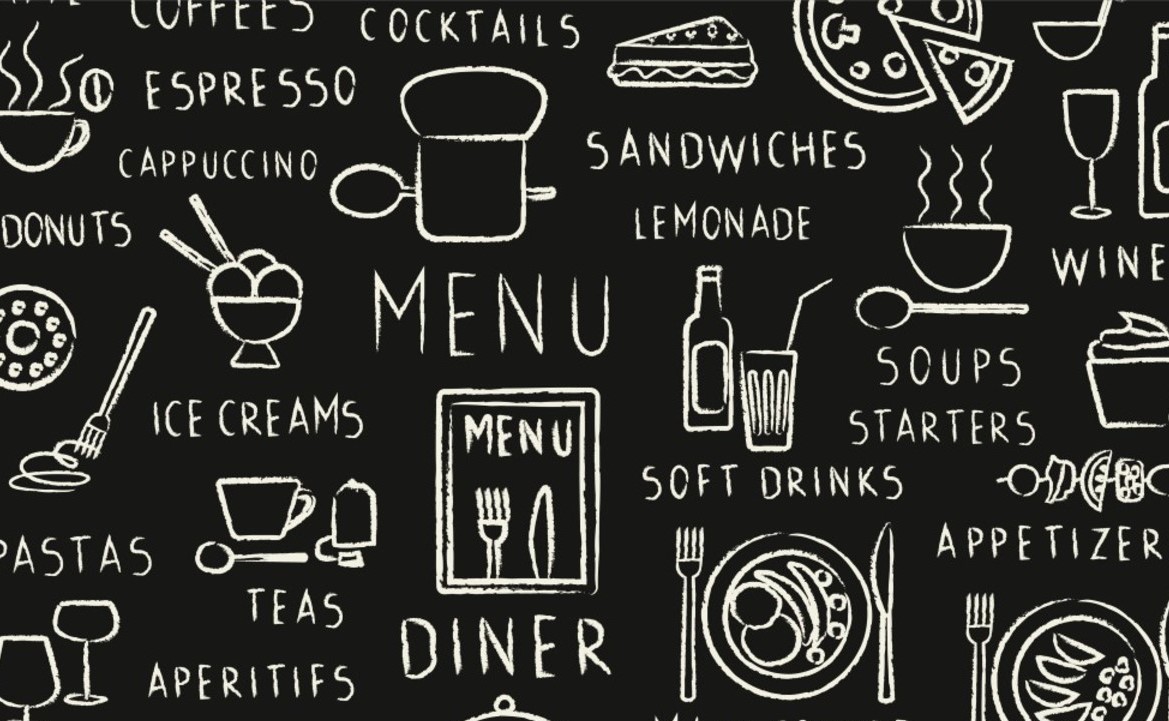 COFFEES
COCKTAILS
ESPRESSO
CAPPUCCINO
SANDWICHES
DONUTS
LEMONADE
WINE
MENU
SOUPS
STARTERS
ICE CREAMS
MENU
SOFT DRINKS
PASTAS
APPETIZER
TEAS
DINER
APERITIFS